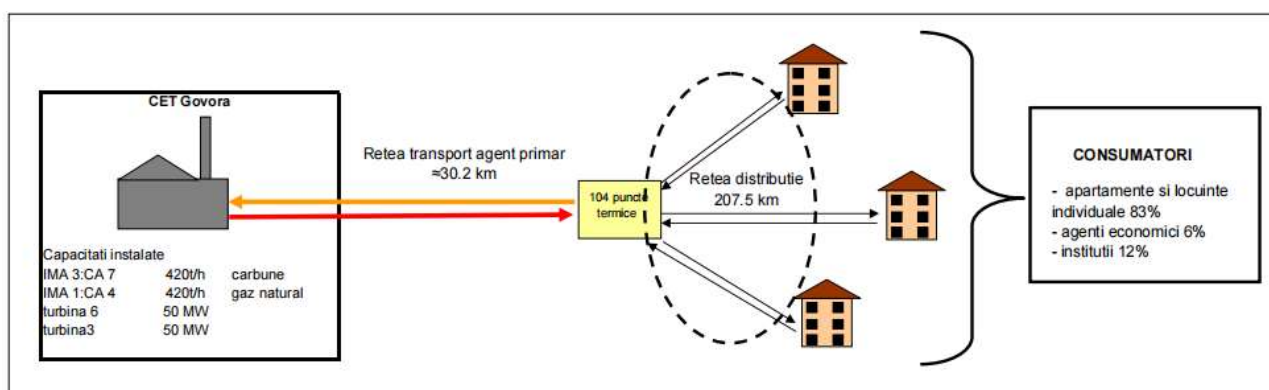 CET Govora
Capacitati instalate
IMA 3:CA 7 420t/h carbune
IMA 1:CA 4 420t/h gaz natural
turbina 6 50 MW
turbina3 50 MW
Retea transport agent primar
≈30.2 km
104 puncte
termice
Retea distributie
207.5 km
CONSUMATORI
- apartamente si locuinte
individuale 83%
- agenti economici 6%
- institutii 12%